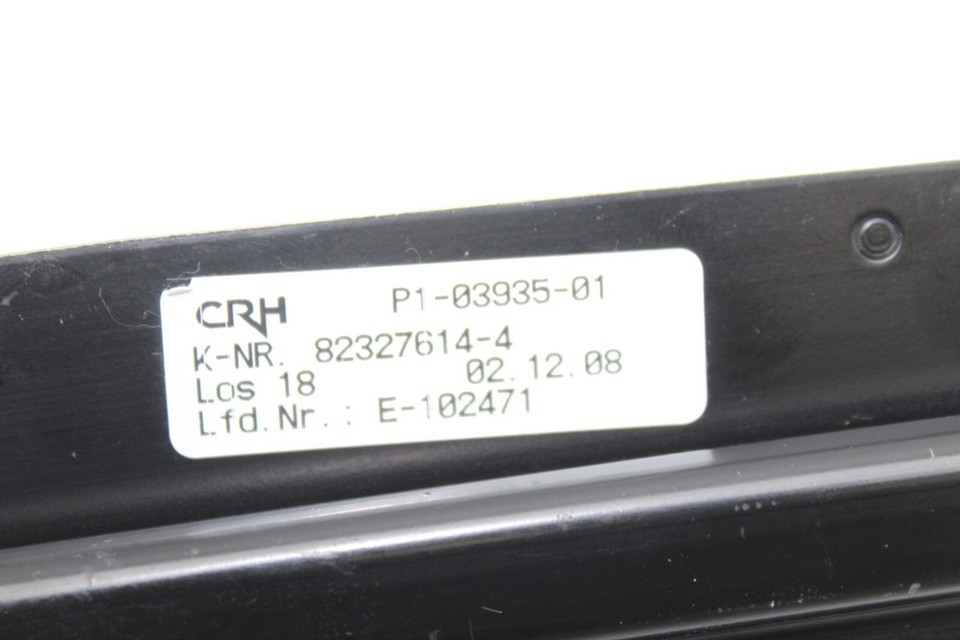 CRH P1-03935-01
K-NR. 82327614-4
Los 18 02.12.08
Lfd.Nr.: E-102471